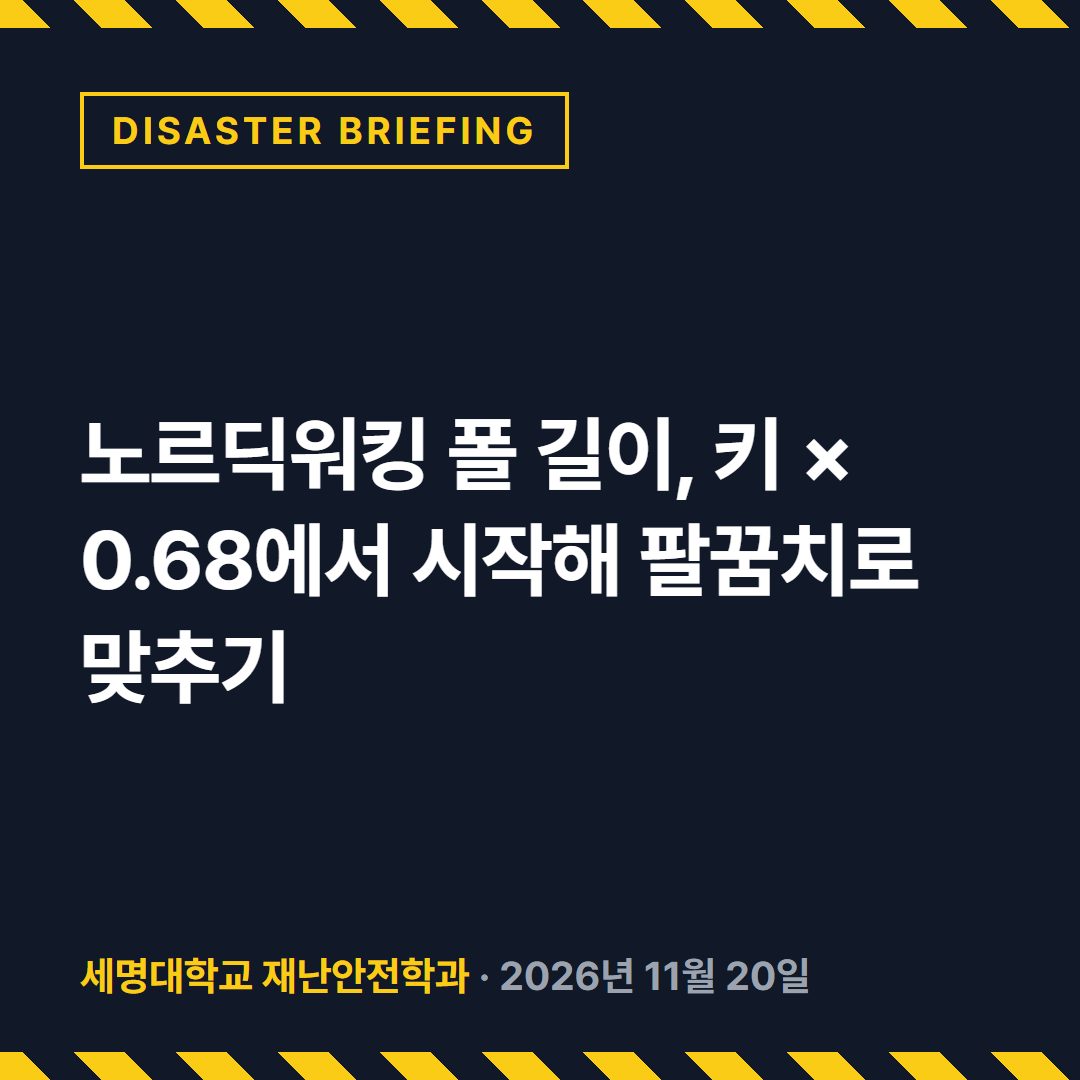 DISASTER BRIEFING
노르딕워킹 폴 길이, 키 ×
0.68에서 시작해 팔꿈치로
맞추기
세명대학교 재난안전학과 · 2026년 11월 20일